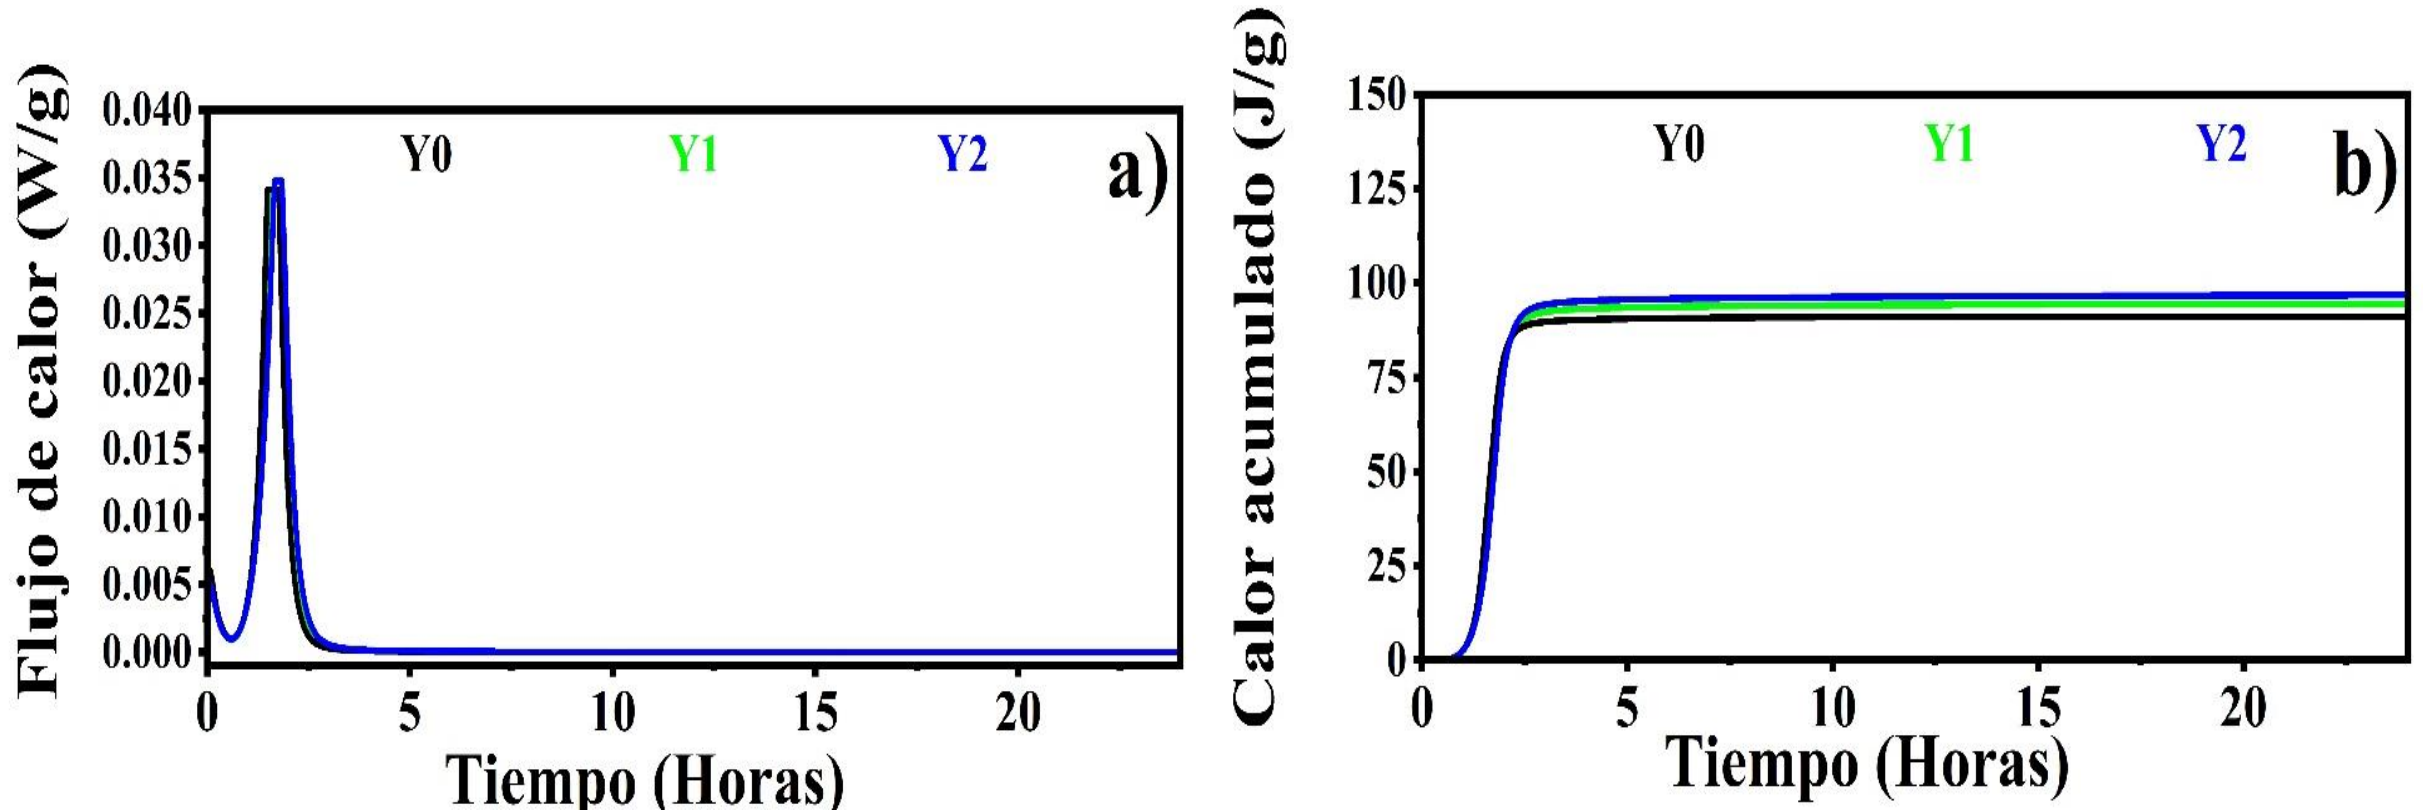 Flujo de calor (W/g)
0.040
0.035
0.030
0.025
0.020
0.015
0.010
0.005
0.000
Y0 Y1 Y2 a)
0 5 10 15 20
Tiempo (Horas)
Calor acumulado (J/g)
150
125
100
75
50
25
0
Y0 Y1 Y2 b)
0 5 10 15 20
Tiempo (Horas)